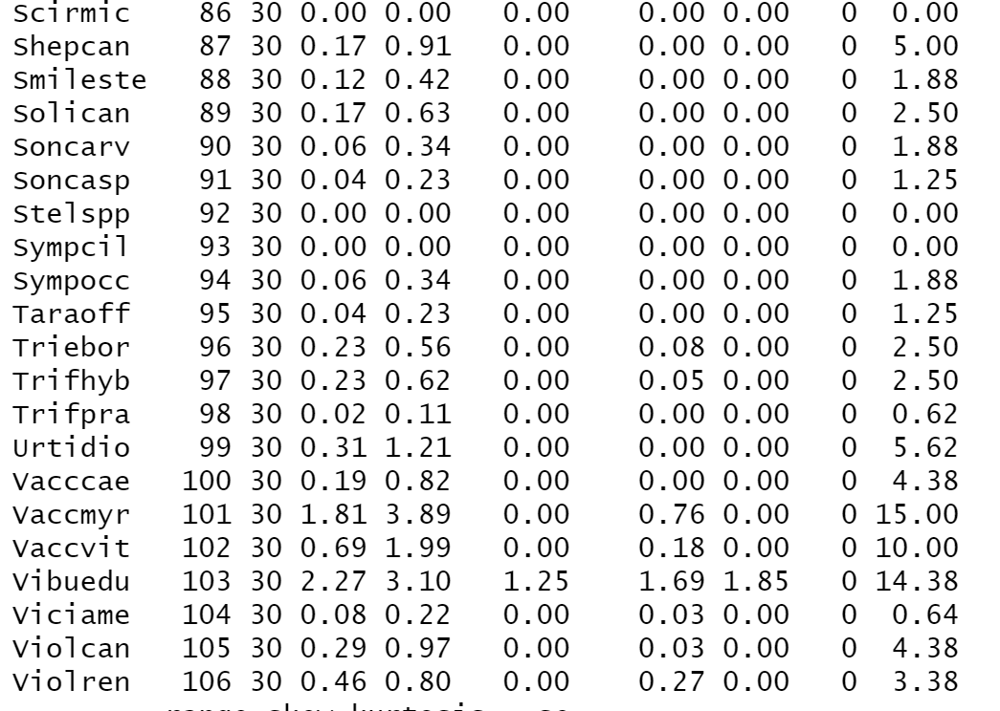 Scirmic 86 30 0.00 0.00 0.00 0.00 0.00 0 0.00
Shepcan 87 30 0.17 0.91 0.00 0.00 0.00 0 5.00
Smileste 88 30 0.12 0.42 0.00 0.00 0.00 0 1.88
Solican 89 30 0.17 0.63 0.00 0.00 0.00 0 2.50
Soncarv 90 30 0.06 0.34 0.00 0.00 0.00 0 1.88
Soncasp 91 30 0.04 0.23 0.00 0.00 0.00 0 1.25
Stelspp 92 30 0.00 0.00 0.00 0.00 0.00 0 0.00
Sympcil 93 30 0.00 0.00 0.00 0.00 0.00 0 0.00
Sympocc 94 30 0.06 0.34 0.00 0.00 0.00 0 1.88
Taraoff 95 30 0.04 0.23 0.00 0.00 0.00 0 1.25
Triebor 96 30 0.23 0.56 0.00 0.08 0.00 0 2.50
Trifhyb 97 30 0.23 0.62 0.00 0.05 0.00 0 2.50
Trifpra 98 30 0.02 0.11 0.00 0.00 0.00 0 0.62
Urtidio 99 30 0.31 1.21 0.00 0.00 0.00 0 5.62
Vacccae 100 30 0.19 0.82 0.00 0.00 0.00 0 4.38
Vaccmyr 101 30 1.81 3.89 0.00 0.76 0.00 0 15.00
Vaccvit 102 30 0.69 1.99 0.00 0.18 0.00 0 10.00
Vibuedu 103 30 2.27 3.10 1.25 1.69 1.85 0 14.38
Viciame 104 30 0.08 0.22 0.00 0.03 0.00 0 0.64
Violcan 105 30 0.29 0.97 0.00 0.03 0.00 0 4.38
Violren 106 30 0.46 0.80 0.00 0.27 0.00 0 3.38
range skew kurtosis se